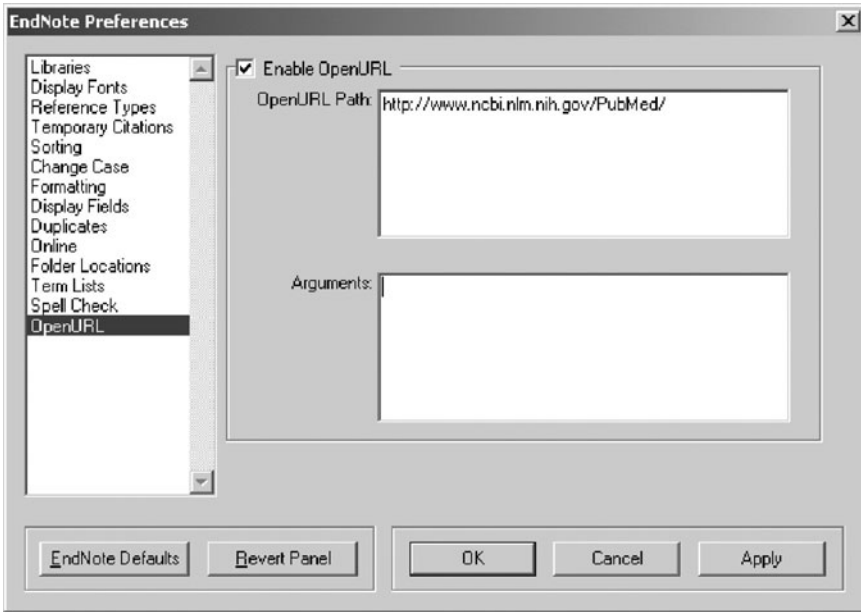 EndNote Preferences
Libraries
Display Fonts
Reference Types
Temporary Citations
Sorting
Change Case
Formatting
Display Fields
Duplicates
Online
Folder Locations
Term Lists
Spell Check
OpenURL
Enable OpenURL
OpenURL Path: http://www.ncbi.nlm.nih.gov/PubMed/
Arguments:
EndNote Defaults
Revert Panel
OK
Cancel
Apply